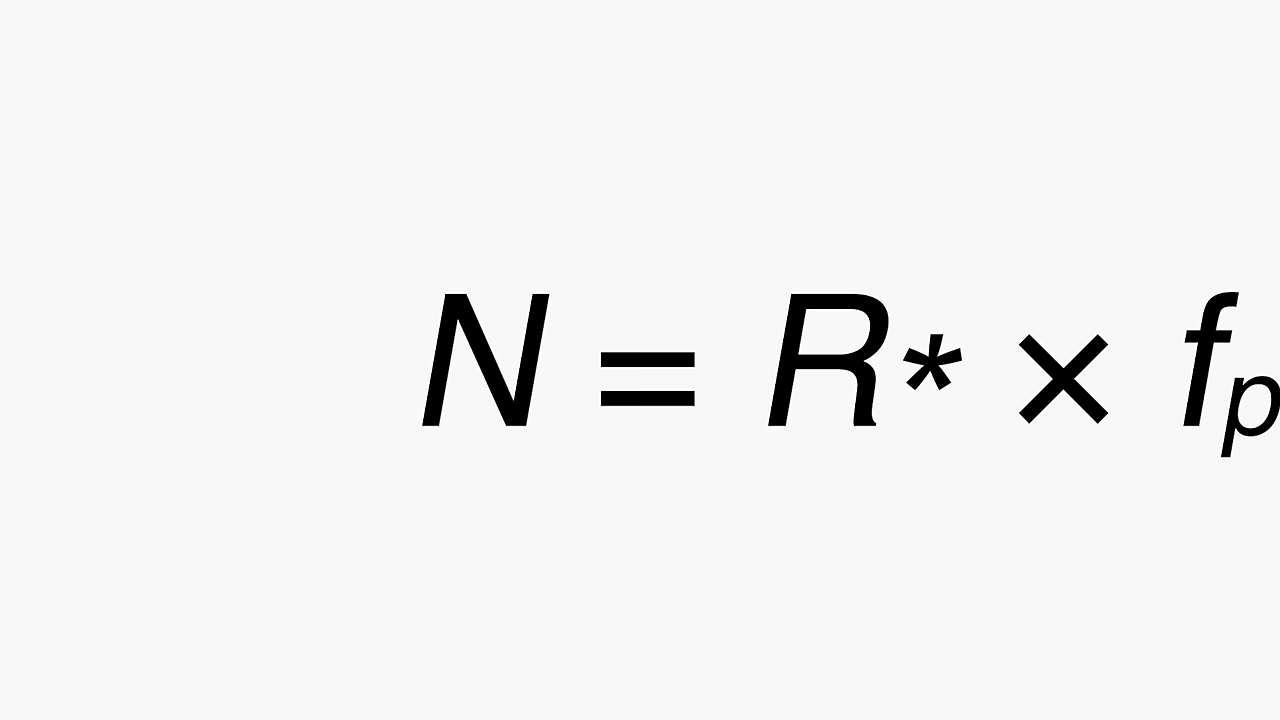 N = R* × fp